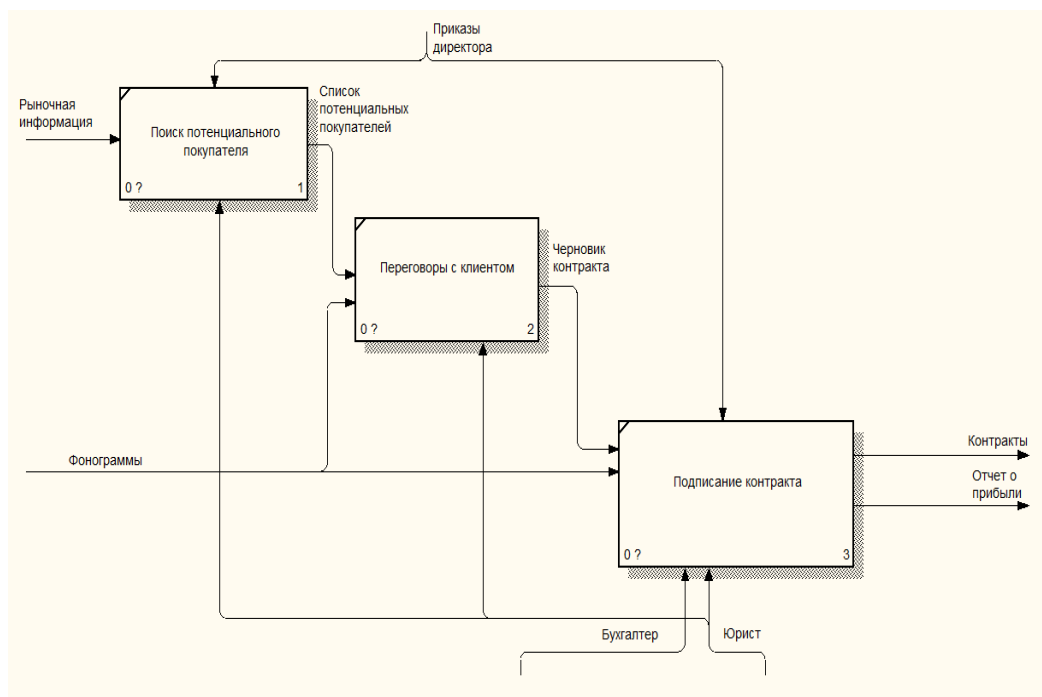 Приказы
директора
Рыночная
информация
Список
потенциальных
покупателей
Поиск потенциального
покупателя
0 ?
1
Переговоры с клиентом
0 ?
2
Черновик
контракта
Фонограммы
Подписание контракта
0 ?
3
Контракты
Отчет о
прибыли
Бухгалтер
Юрист